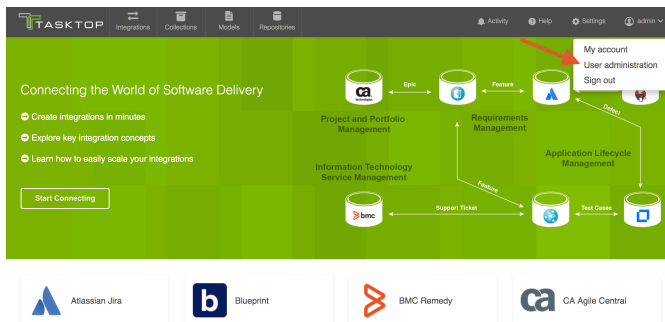 TASKTOP
Integrations
Collections
Models
Repositories
Activity
Help
Settings
admin
My account
User administration
Sign out
Connecting the World of Software Delivery
Create integrations in minutes
Explore key integration concepts
Learn how to easily scale your integrations
Start Connecting
ca
technologies
Epic
Feature
Defect
Project and Portfolio
Management
Requirements
Management
Application Lifecycle
Management
Information Technology
Service Management
Feature
bmc
Support Ticket
Test Cases
Atlassian Jira
b
Blueprint
BMC Remedy
ca
CA Agile Central